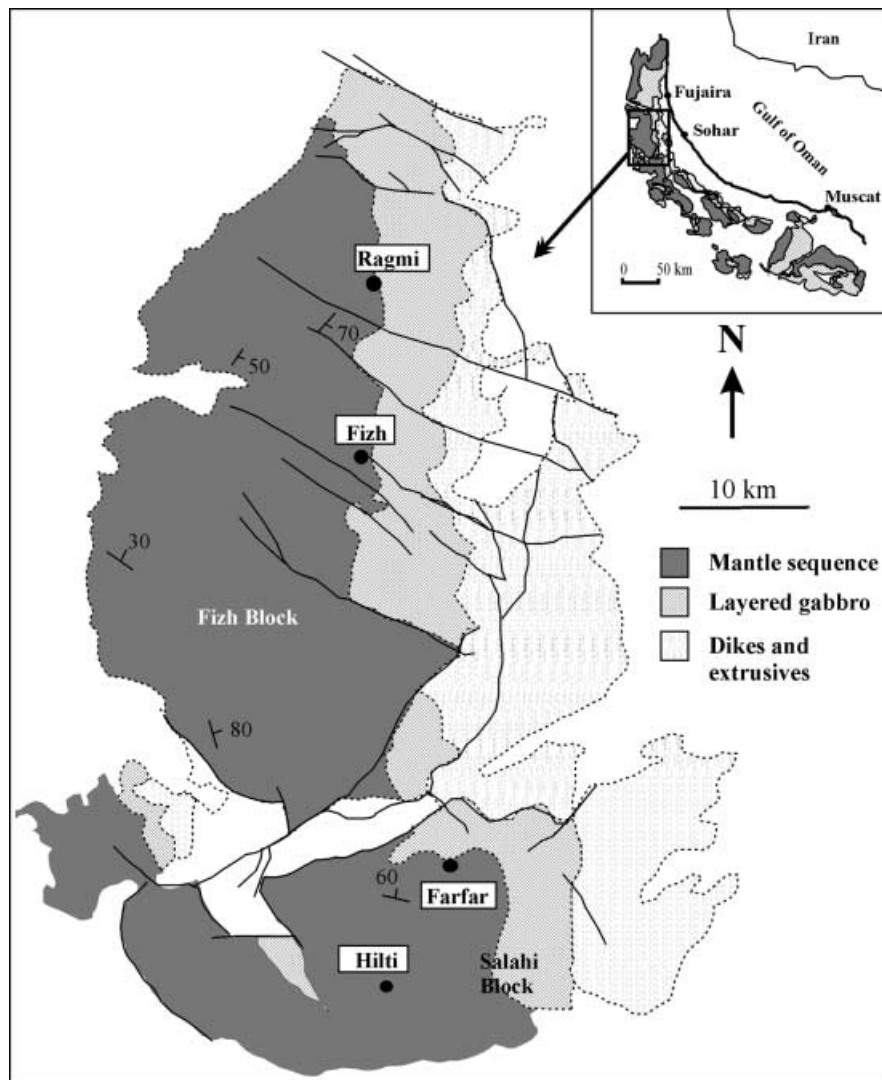 Iran
Fujaira
Gulf of Oman
Sohar
Muscat
0 50 km
Ragmi
70
50
N
Fizh
10 km
30
Mantle sequence
Layered gabbro
Fizh Block
Dikes and
extrusives
80
60
Farfar
Hilti
Salahi
Block